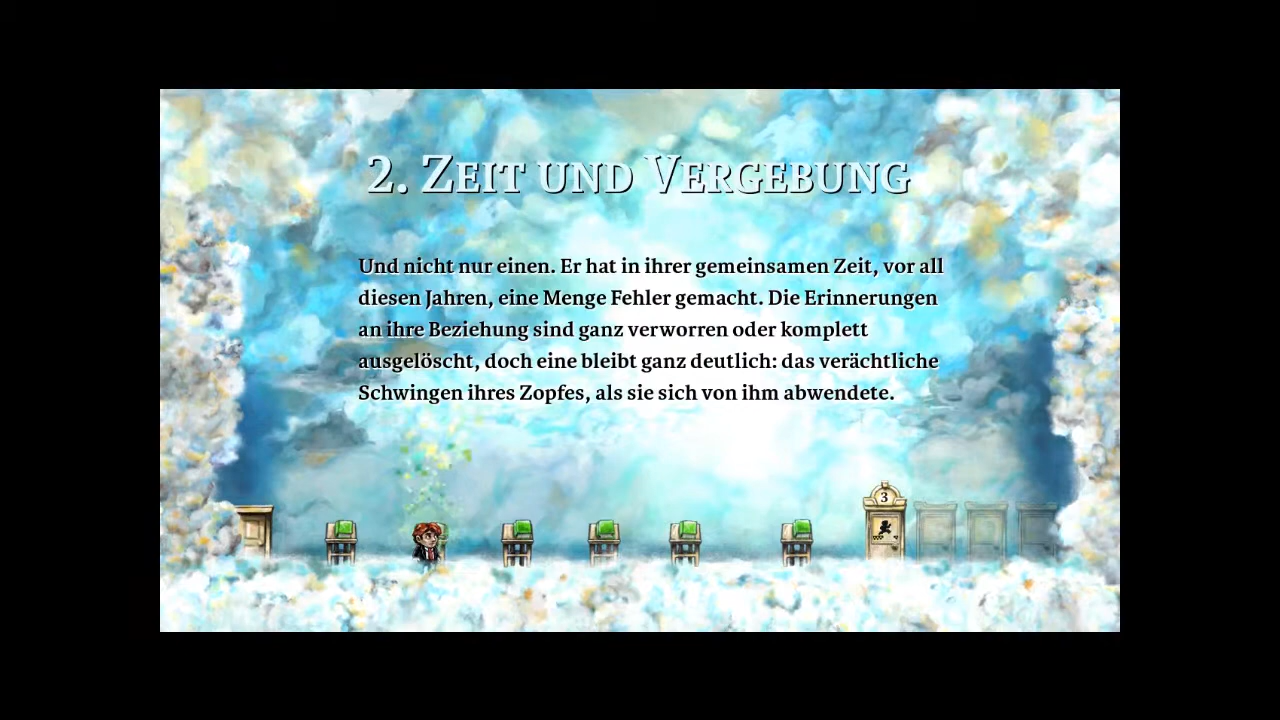 2. Zeit und Vergebung
Und nicht nur einen. Er hat in ihrer gemeinsamen Zeit, vor all
diesen Jahren, eine Menge Fehler gemacht. Die Erinnerungen
an ihre Beziehung sind ganz verworren oder komplett
ausgelöscht, doch eine bleibt ganz deutlich: das verächtliche
Schwingen ihres Zopfes, als sie sich von ihm abwendete.
3